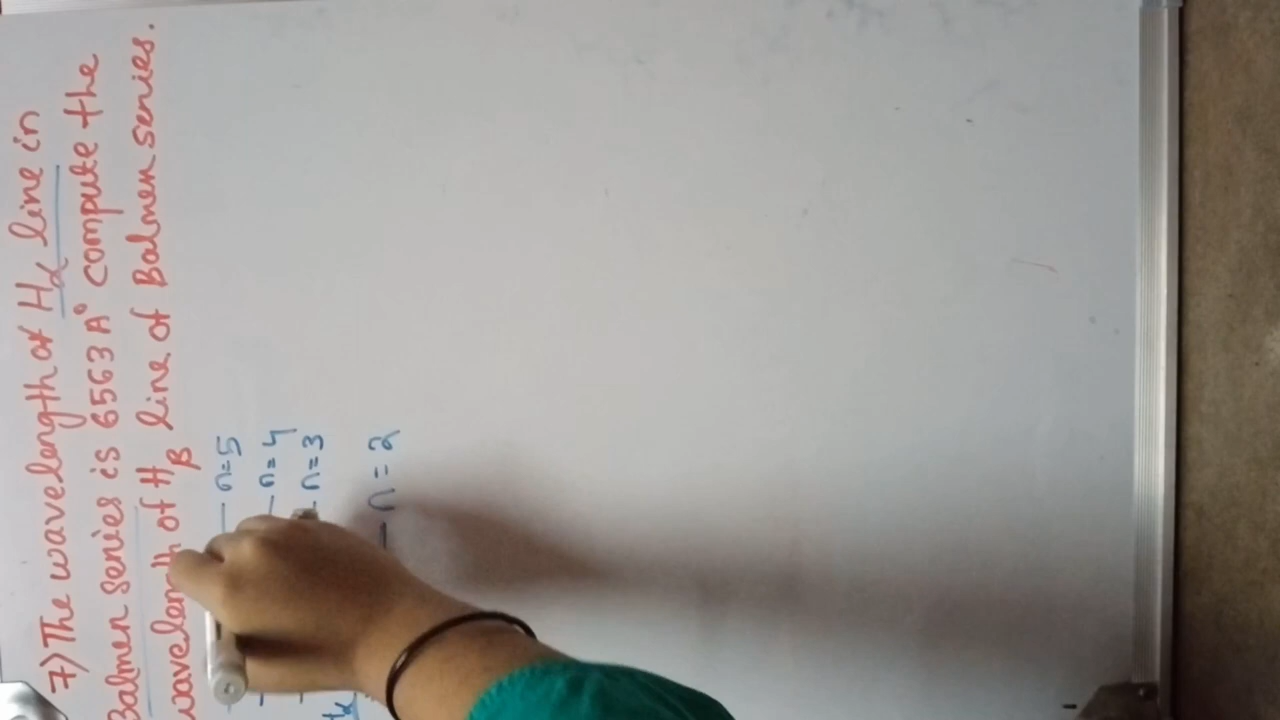 7) The wavelength of Hα line in
Balmer series is 6563 A° compute the
wavelength of Hβ line of Balmer series.
n=5
n=4
n=3
n=2